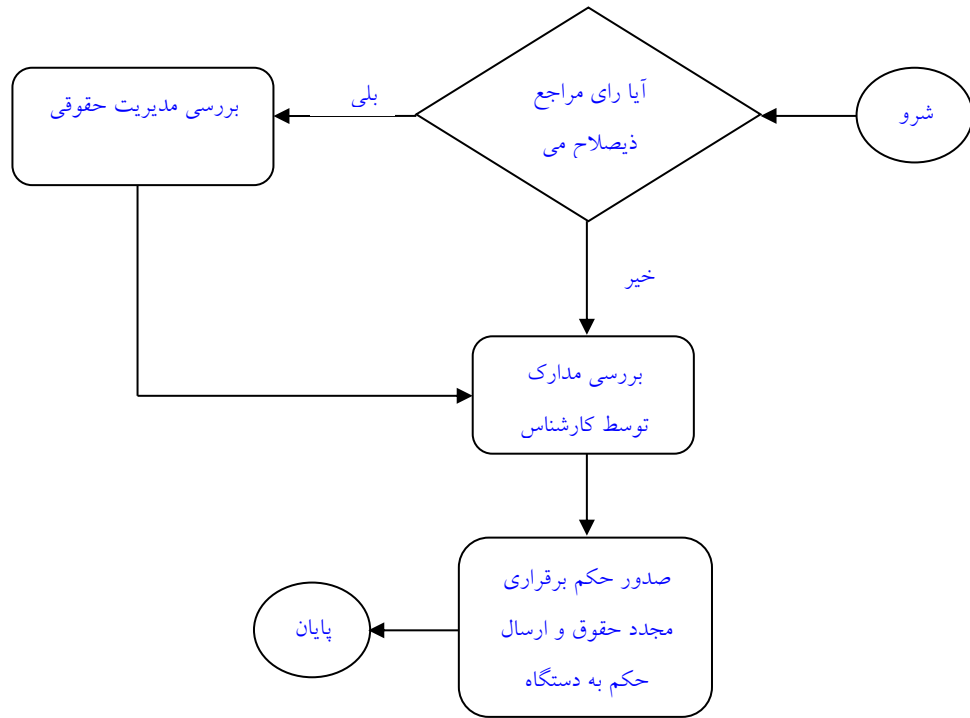 شرو
آیا رای مراجع
ذیصلاح می
بلی
بررسی مدیریت حقوقی
خیر
بررسی مدارک
توسط کارشناس
صدور حکم برقراری
مجدد حقوق و ارسال
حکم به دستگاه
پایان